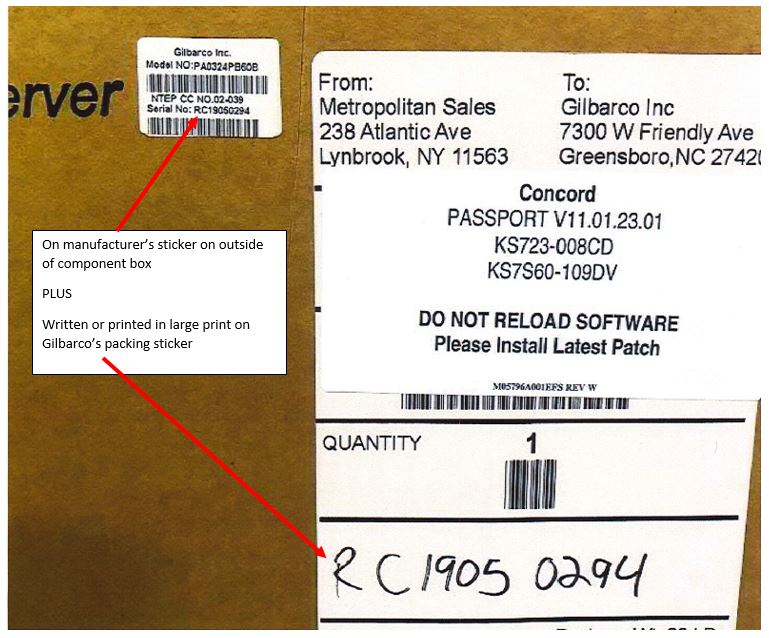 Gilbarco Inc.
Model NO:PA0324PB60B
NTEP CC NO.02-039
Serial No: RC19050294
erver
From:
Metropolitan Sales
238 Atlantic Ave
Lynbrook, NY 11563
To:
Gilbarco Inc
7300 W Friendly Ave
Greensboro,NC 27420
Concord
PASSPORT V11.01.23.01
KS723-008CD
KS7S60-109DV
DO NOT RELOAD SOFTWARE
Please Install Latest Patch
M05796A001EFS REV W
On manufacturer's sticker on outside
of component box
PLUS
Written or printed in large print on
Gilbarco's packing sticker
QUANTITY
1
RC1905 0294